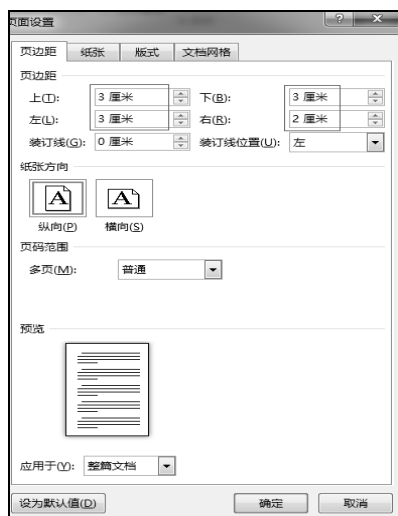 页面设置
页边距 纸张 版式 文档网格
页边距
上(T): 3 厘米 下(B): 3 厘米
左(L): 3 厘米 右(R): 2 厘米
装订线(G): 0 厘米 装订线位置(U): 左
纸张方向
A A
纵向(P) 横向(S)
页码范围
多页(M): 普通
预览
应用于(Y): 整篇文档
设为默认值(D) 确定 取消